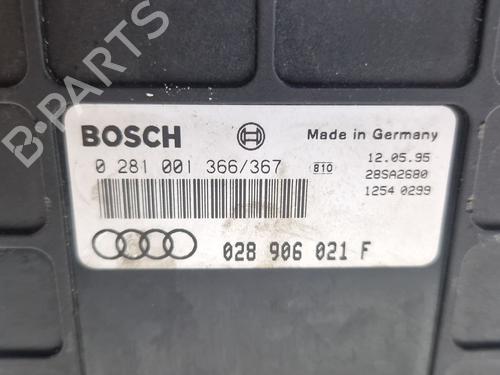 B-PARTS
BOSCH
Made in Germany
0 281 001 366/367
810
12.05.95
28SA2680
1254 0299
028 906 021 F